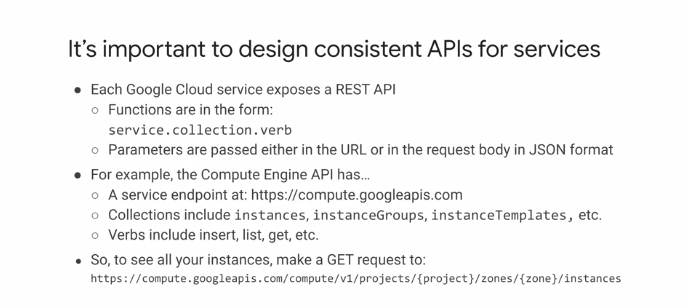 It's important to design consistent APIs for services
● Each Google Cloud service exposes a REST API
○ Functions are in the form:
service.collection.verb
○ Parameters are passed either in the URL or in the request body in JSON format
● For example, the Compute Engine API has…
○ A service endpoint at: https://compute.googleapis.com
○ Collections include instances, instanceGroups, instanceTemplates, etc.
○ Verbs include insert, list, get, etc.
● So, to see all your instances, make a GET request to:
https://compute.googleapis.com/compute/v1/projects/{project}/zones/{zone}/instances